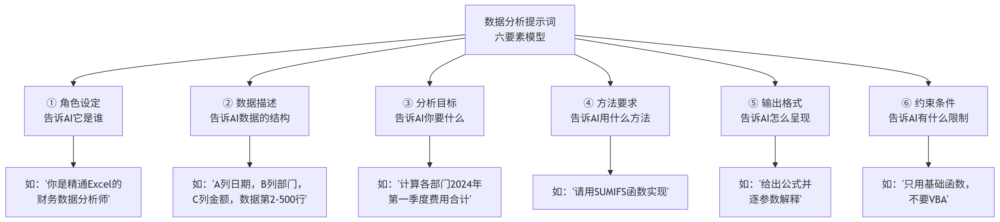 数据分析提示词
六要素模型
① 角色设定
告诉AI它是谁
② 数据描述
告诉AI数据的结构
③ 分析目标
告诉AI你要什么
④ 方法要求
告诉AI用什么方法
⑤ 输出格式
告诉AI怎么呈现
⑥ 约束条件
告诉AI有什么限制
如：'你是精通Excel的
财务数据分析师'
如：'A列日期，B列部门，
C列金额，数据第2-500行'
如：'计算各部门2024年
第一季度费用合计'
如：'请用SUMIFS函数实现'
如：'给出公式并
逐参数解释'
如：'只用基础函数，
不要VBA'